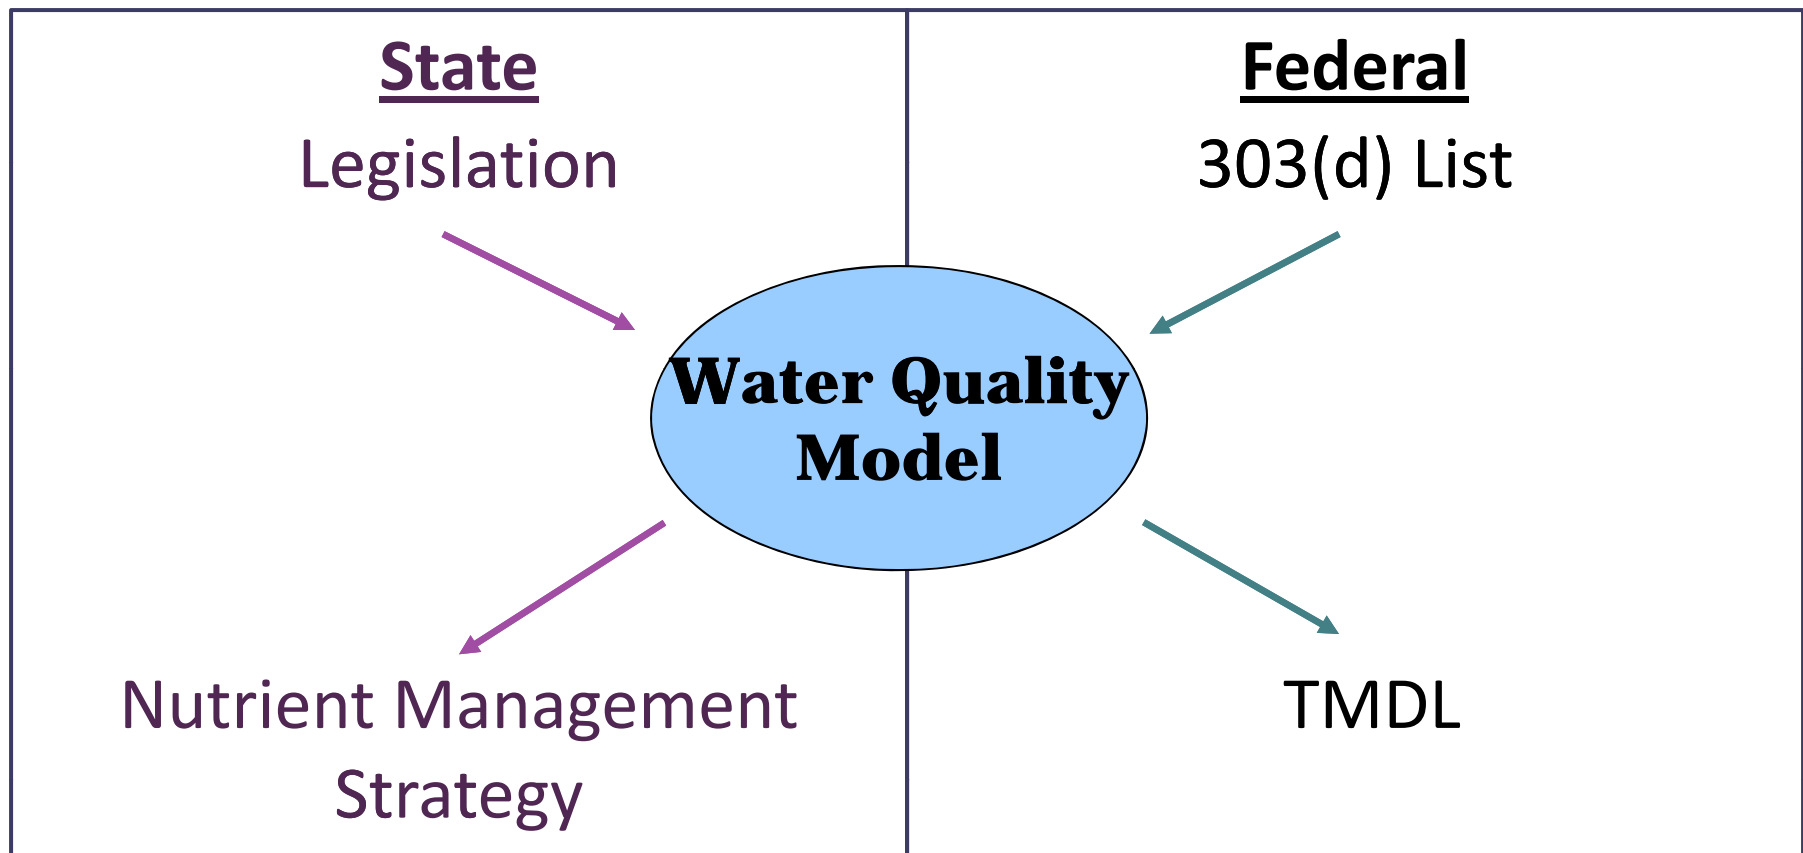 State
Legislation
Federal
303(d) List
Water Quality
Model
Nutrient Management
Strategy
TMDL